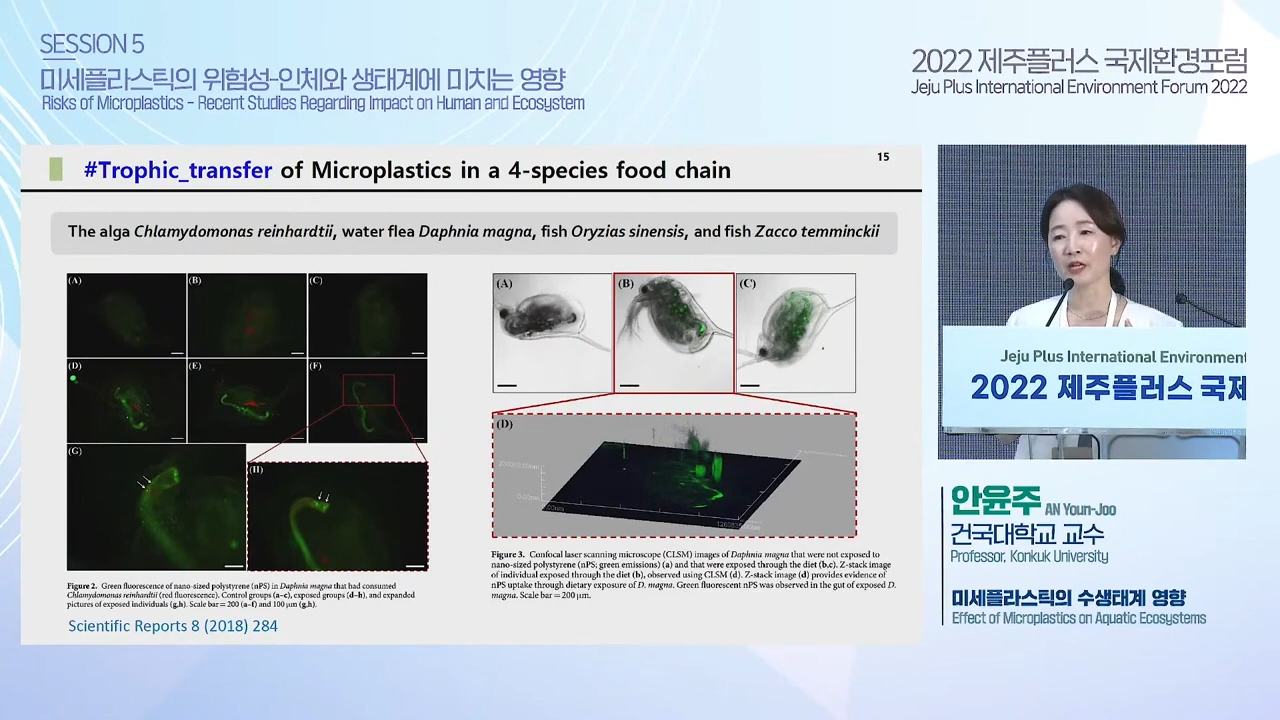 SESSION 5
미세플라스틱의 위험성-인체와 생태계에 미치는 영향
Risks of Microplastics - Recent Studies Regarding Impact on Human and Ecosystem
2022 제주플러스 국제환경포럼
Jeju Plus International Environment Forum 2022
#Trophic_transfer of Microplastics in a 4-species food chain
15
The alga Chlamydomonas reinhardtii, water flea Daphnia magna, fish Oryzias sinensis, and fish Zacco temminckii
(A)
(B)
(C)
(D)
(E)
(F)
(G)
(H)
Figure 2. Green fluorescence of nano-sized polystyrene (nPS) in Daphnia magna that had consumed
Chlamydomonas reinhardtii (red fluorescence). Control groups (a–c), exposed groups (d–h), and expanded
pictures of exposed individuals (g,h). Scale bar = 200 (a–f) and 100 μm (g,h).
Scientific Reports 8 (2018) 284
(A)
(B)
(C)
(D)
Figure 3. Confocal laser scanning microscope (CLSM) images of Daphnia magna that were not exposed to
nano-sized polystyrene (nPS; green emissions) (a) and that were exposed through the diet (b,c). Z-stack image
of individual exposed through the diet (b), observed using CLSM (d). Z-stack image (d) provides evidence of
nPS uptake through dietary exposure of D. magna. Green fluorescent nPS was observed in the gut of exposed D.
magna. Scale bar = 200 μm.
Jeju Plus International Environment
2022 제주플러스 국제
안윤주 AN Youn-Joo
건국대학교 교수
Professor, Konkuk University
미세플라스틱의 수생태계 영향
Effect of Microplastics on Aquatic Ecosystems